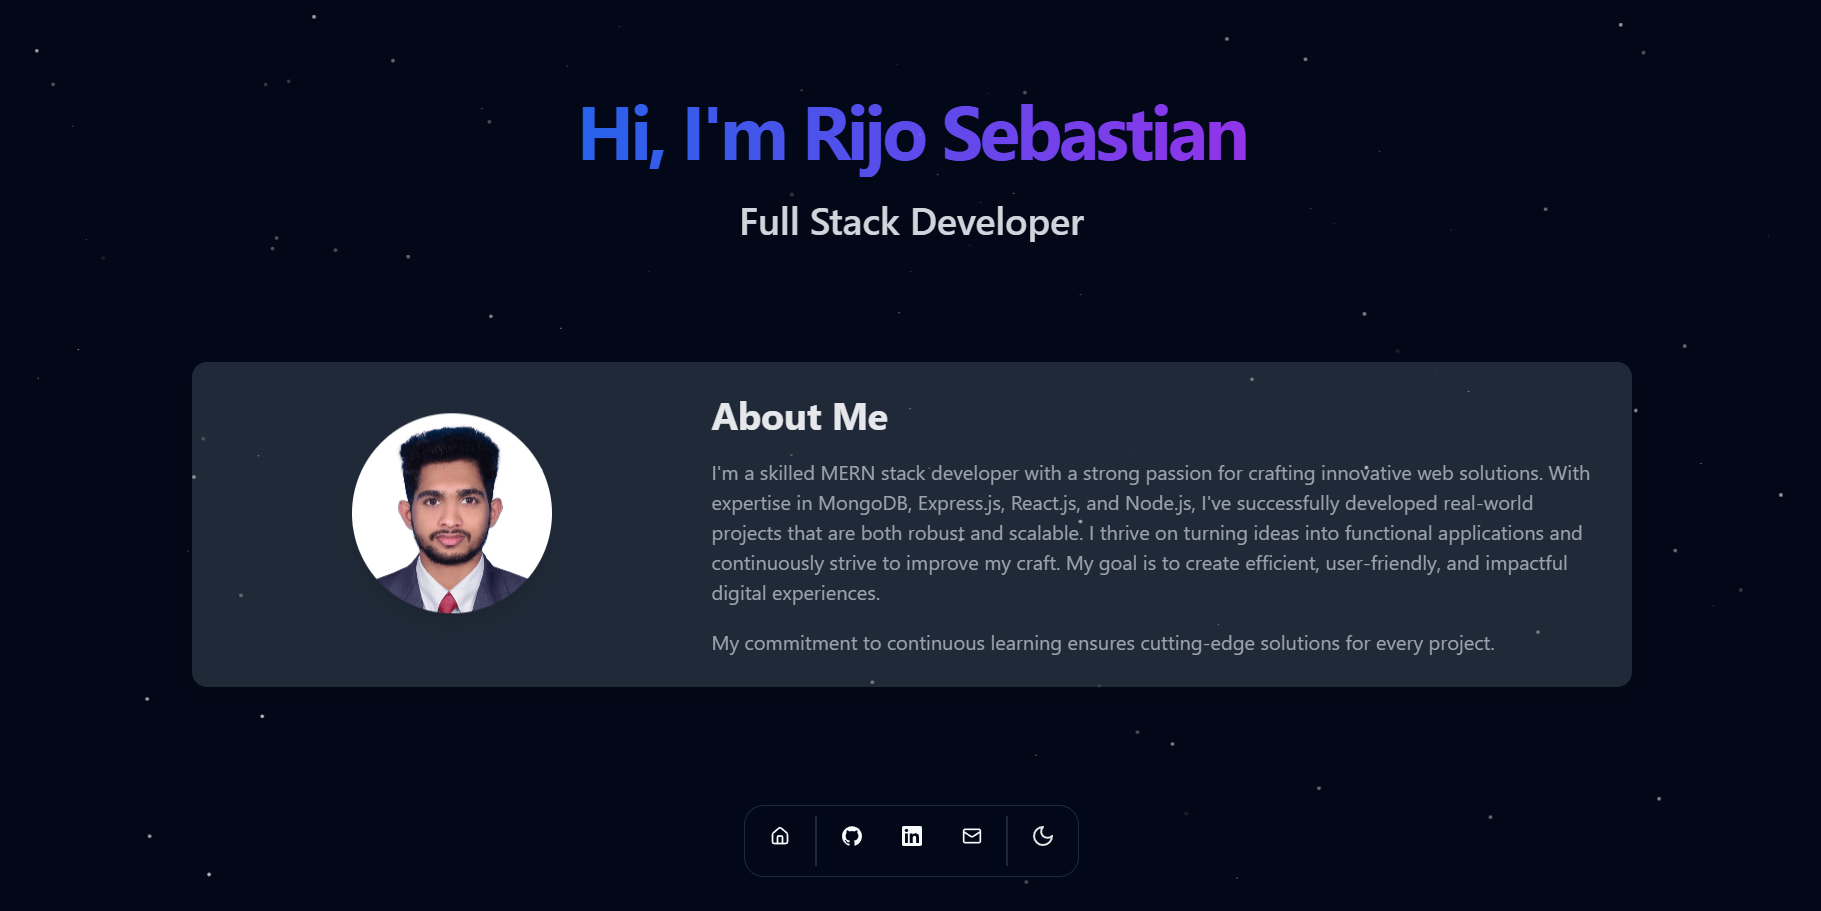 Hi, I'm Rijo Sebastian
Full Stack Developer
About Me
I'm a skilled MERN stack developer with a strong passion for crafting innovative web solutions. With
expertise in MongoDB, Express.js, React.js, and Node.js, I've successfully developed real-world
projects that are both robust and scalable. I thrive on turning ideas into functional applications and
continuously strive to improve my craft. My goal is to create efficient, user-friendly, and impactful
digital experiences.
My commitment to continuous learning ensures cutting-edge solutions for every project.